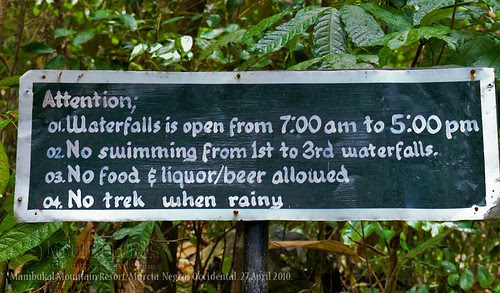 Attention;
01.Waterfalls is open from 7:00 am to 5:00 pm
02.No swimming from 1st to 3rd waterfalls.
03.No food & liquor/beer allowed
04.No trek when rainy
Mambukal Mountain Resort, Murcia, Negros Occidental. 27 April 2010.